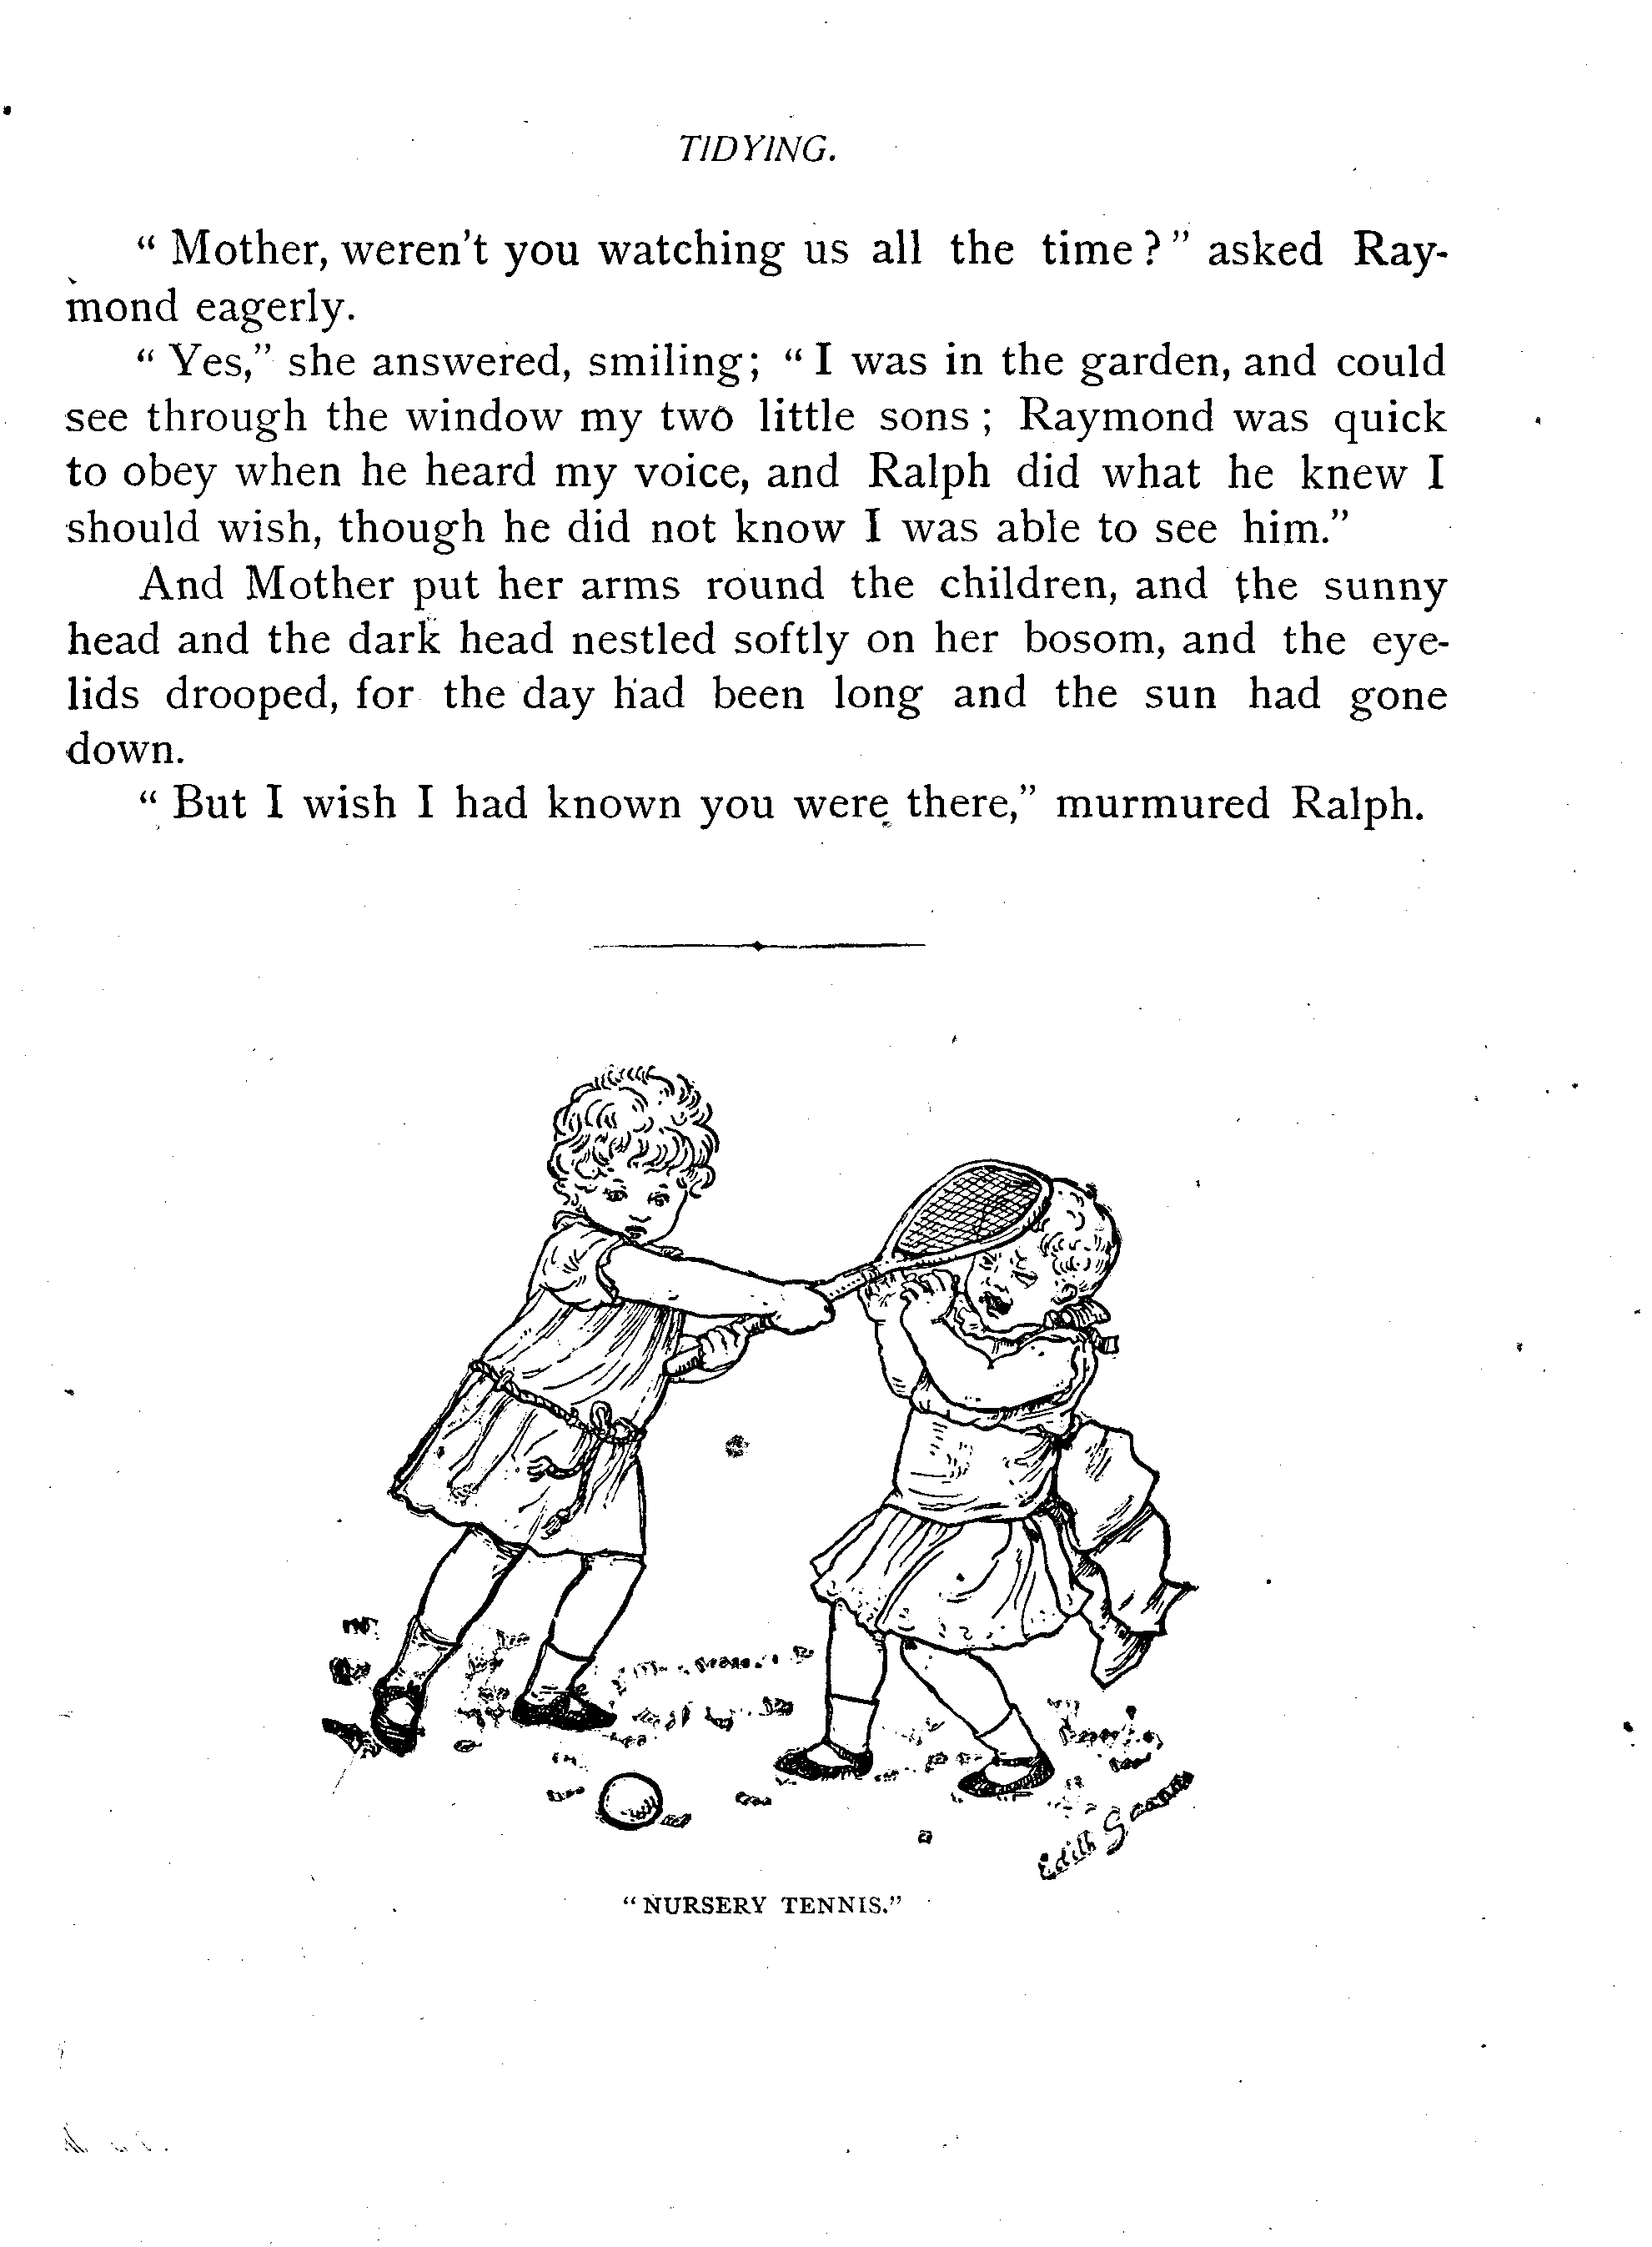 TIDYING.
“ Mother, weren't you watching us all the time ? ” asked Ray-
mond eagerly.
“ Yes,” she answered, smiling; “ I was in the garden, and could
see through the window my two little sons ; Raymond was quick
to obey when he heard my voice, and Ralph did what he knew I
should wish, though he did not know I was able to see him.”
And Mother put her arms round the children, and the sunny
head and the dark head nestled softly on her bosom, and the eye-
lids drooped, for the day had been long and the sun had gone
down.
“ But I wish I had known you were there,” murmured Ralph.
Edith
“ NURSERY TENNIS.”